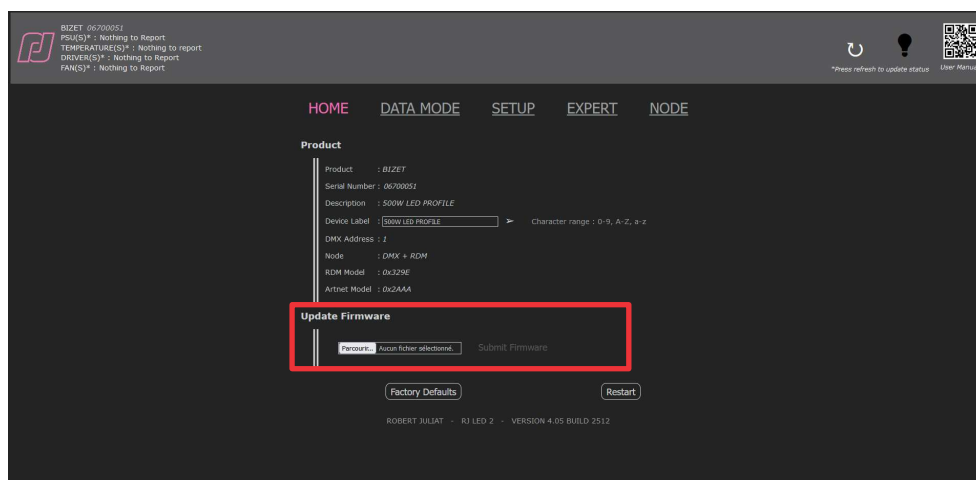 BIZET 06700051
PSU(S)* : Nothing to Report
TEMPERATURE(S)* : Nothing to report
DRIVER(S)* : Nothing to Report
FAN(S)* : Nothing to Report
*Press refresh to update status
User Manua
HOME DATA MODE SETUP EXPERT NODE
Product
Product : BIZET
Serial Number : 06700051
Description : 500W LED PROFILE
Device Label : 500W LED PROFILE ➢ Character range : 0-9, A-Z, a-z
DMX Address : 1
Node : DMX + RDM
RDM Model : 0x329E
Artnet Model : 0x2AAA
Update Firmware
Parcourir... Aucun fichier sélectionné. Submit Firmware
Factory Defaults Restart
ROBERT JULIAT - RJ LED 2 - VERSION 4.05 BUILD 2512